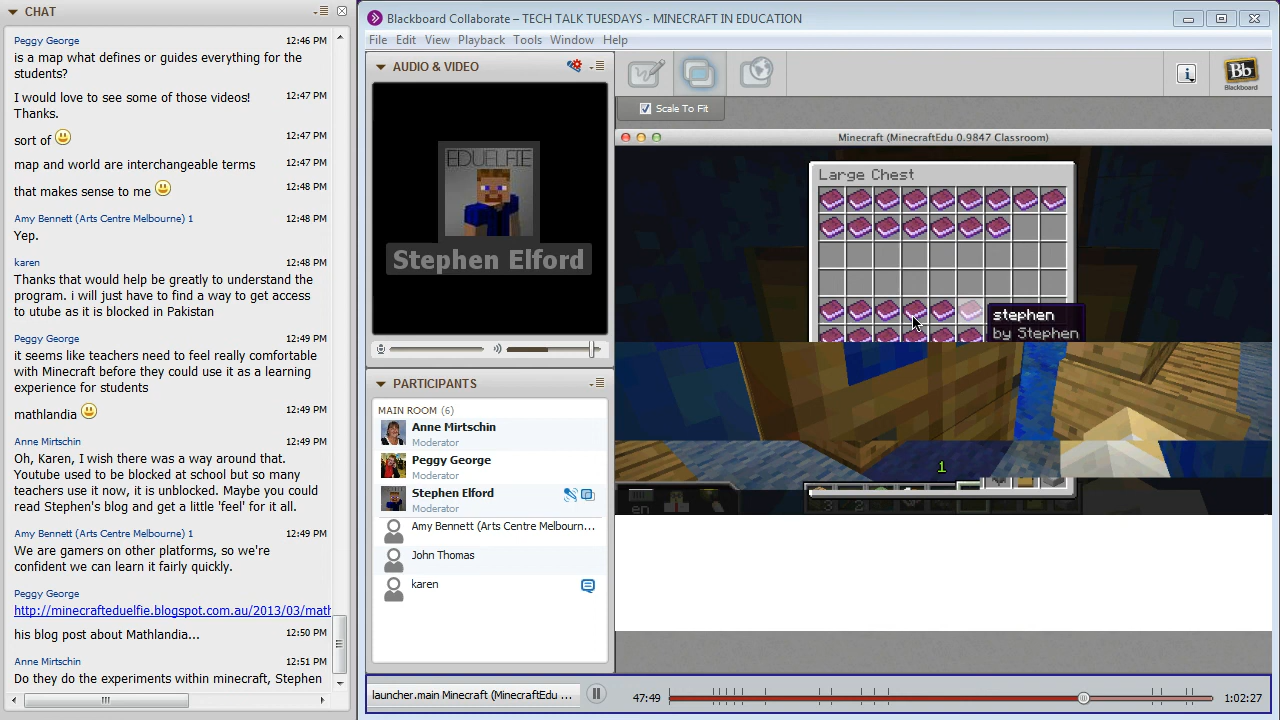 CHAT
Peggy George 12:46 PM
is a map what defines or guides everything for the
students?
I would love to see some of those videos! 12:47 PM
Thanks.
sort of 12:47 PM
map and world are interchangeable terms 12:47 PM
that makes sense to me 12:48 PM
Amy Bennett (Arts Centre Melbourne) 1 12:48 PM
Yep.
karen 12:48 PM
Thanks that would help be greatly to understand the
program. i will just have to find a way to get access
to utube as it is blocked in Pakistan
Peggy George 12:49 PM
it seems like teachers need to feel really comfortable
with Minecraft before they could use it as a learning
experience for students
mathlandia 12:49 PM
Anne Mirtschin 12:49 PM
Oh, Karen, I wish there was a way around that.
Youtube used to be blocked at school but so many
teachers use it now, it is unbloked. Maybe you could
read Stephen's blog and get a little 'feel' for it all.
Amy Bennett (Arts Centre Melbourne) 1 12:49 PM
We are gamers on other platforms, so we're
confident we can learn it fairly quickly.
Peggy George
http://minecrafteduelfie.blogspot.com.au/2013/03/math
his blog post about Mathlandia... 12:50 PM
Anne Mirtschin 12:51 PM
Do they do the experiments within minecraft, Stephen
Blackboard Collaborate – TECH TALK TUESDAYS - MINECRAFT IN EDUCATION
File Edit View Playback Tools Window Help
AUDIO & VIDEO
EDUELFIE
Stephen Elford
PARTICIPANTS
MAIN ROOM (6)
Anne Mirtschin
Moderator
Peggy George
Moderator
Stephen Elford
Moderator
Amy Bennett (Arts Centre Melbourn...
John Thomas
karen
Bb
Blackboard
Scale To Fit
Minecraft (MinecraftEdu 0.9847 Classroom)
Large Chest
stephen
by Stephen
1
en 3 2
launcher.main Minecraft (MinecraftEdu ... 47:49 1:02:27